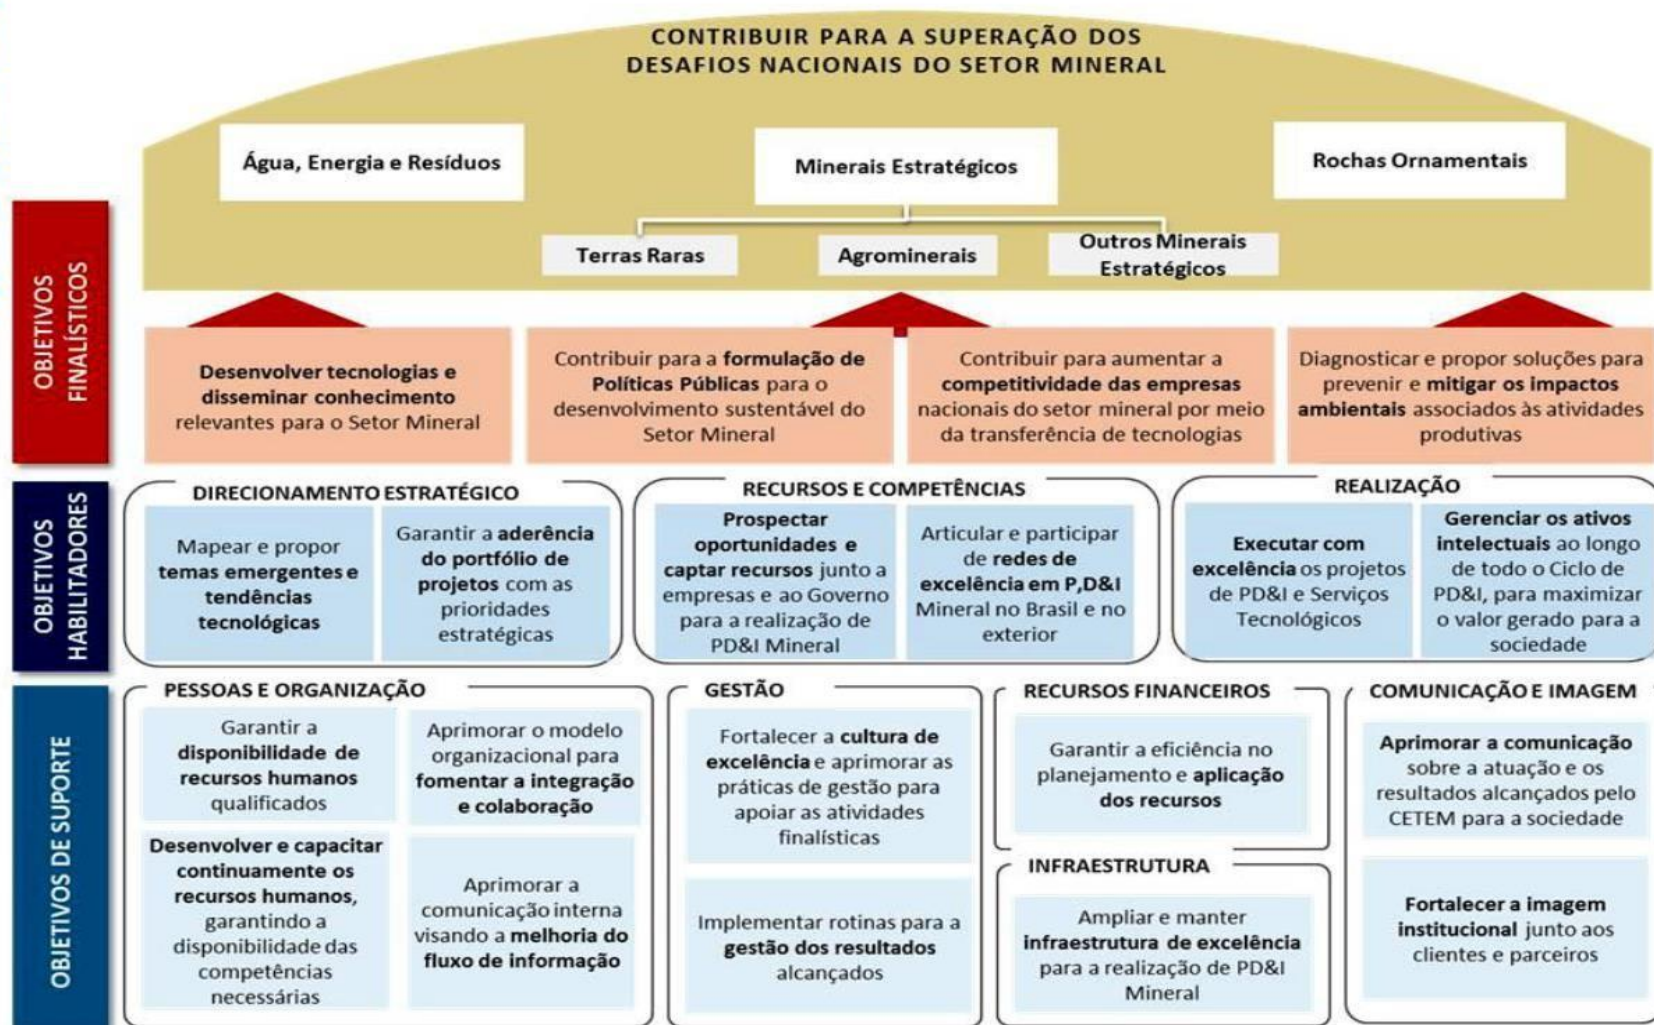 CONTRIBUIR PARA A SUPERAÇÃO DOS
DESAFIOS NACIONAIS DO SETOR MINERAL
Água, Energia e Resíduos
Minerais Estratégicos
Rochas Ornamentais
Terras Raras
Agrominerais
Outros Minerais
Estratégicos
OBJETIVOS
FINALÍSTICOS
Desenvolver tecnologias e
disseminar conhecimento
relevantes para o Setor Mineral
Contribuir para a formulação de
Políticas Públicas para o
desenvolvimento sustentável do
Setor Mineral
Contribuir para aumentar a
competitividade das empresas
nacionais do setor mineral por meio
da transferência de tecnologias
Diagnosticar e propor soluções para
prevenir e mitigar os impactos
ambientais associados às atividades
produtivas
OBJETIVOS
HABILITADORES
DIRECIONAMENTO ESTRATÉGICO
Mapear e propor
temas emergentes e
tendências
tecnológicas
Garantir a aderência
do portfólio de
projetos com as
prioridades
estratégicas
RECURSOS E COMPETÊNCIAS
Prospectar
oportunidades e
captar recursos junto a
empresas e ao Governo
para a realização de
PD&I Mineral
Articular e participar
de redes de
excelência em P,D&I
Mineral no Brasil e no
exterior
REALIZAÇÃO
Executar com
excelência os projetos
de PD&I e Serviços
Tecnológicos
Gerenciar os ativos
intelectuais ao longo
de todo o Ciclo de
PD&I, para maximizar
o valor gerado para a
sociedade
OBJETIVOS DE SUPORTE
PESSOAS E ORGANIZAÇÃO
Garantir a
disponibilidade de
recursos humanos
qualificados
Aprimorar o modelo
organizacional para
fomentar a integração
e colaboração
Desenvolver e capacitar
continuamente os
recursos humanos,
garantindo a
disponibilidade das
competências
necessárias
Aprimorar a
comunicação interna
visando a melhoria do
fluxo de informação
GESTÃO
Fortalecer a cultura de
excelência e aprimorar as
práticas de gestão para
apoiar as atividades
finalísticas
Implementar rotinas para a
gestão dos resultados
alcançados
RECURSOS FINANCEIROS
Garantir a eficiência no
planejamento e aplicação
dos recursos
INFRAESTRUTURA
Ampliar e manter
infraestrutura de excelência
para a realização de PD&I
Mineral
COMUNICAÇÃO E IMAGEM
Aprimorar a comunicação
sobre a atuação e os
resultados alcançados pelo
CETEM para a sociedade
Fortalecer a imagem
institucional junto aos
clientes e parceiros